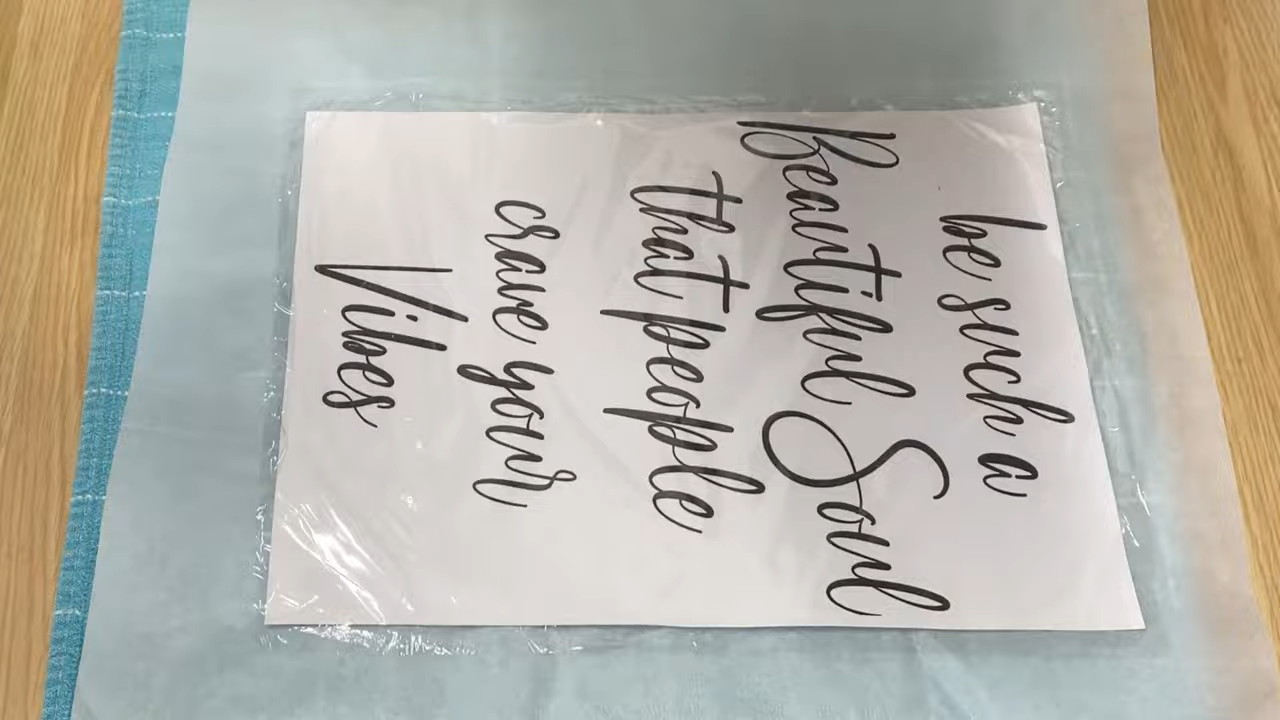 be such a
Beautiful Soul
that people
crave your
Vibes